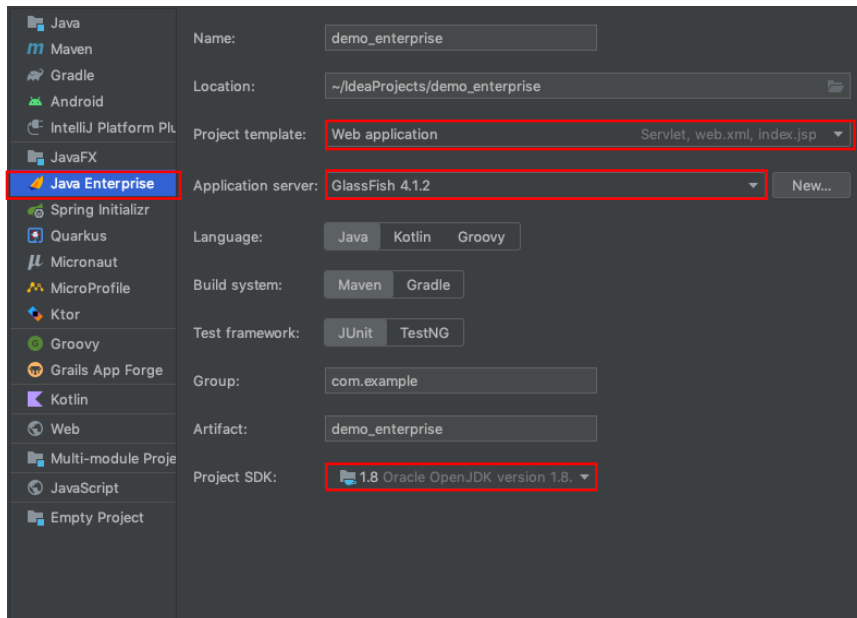 Java
Maven
Gradle
Android
IntelliJ Platform Plu
JavaFX
Java Enterprise
Spring Initializr
Quarkus
Micronaut
MicroProfile
Ktor
Groovy
Grails App Forge
Kotlin
Web
Multi-module Proje
JavaScript
Empty Project
Name: demo_enterprise
Location: ~/IdeaProjects/demo_enterprise
Project template: Web application Servlet, web.xml, index.jsp
Application server: GlassFish 4.1.2 New...
Language: Java Kotlin Groovy
Build system: Maven Gradle
Test framework: JUnit TestNG
Group: com.example
Artifact: demo_enterprise
Project SDK: 1.8 Oracle OpenJDK version 1.8.